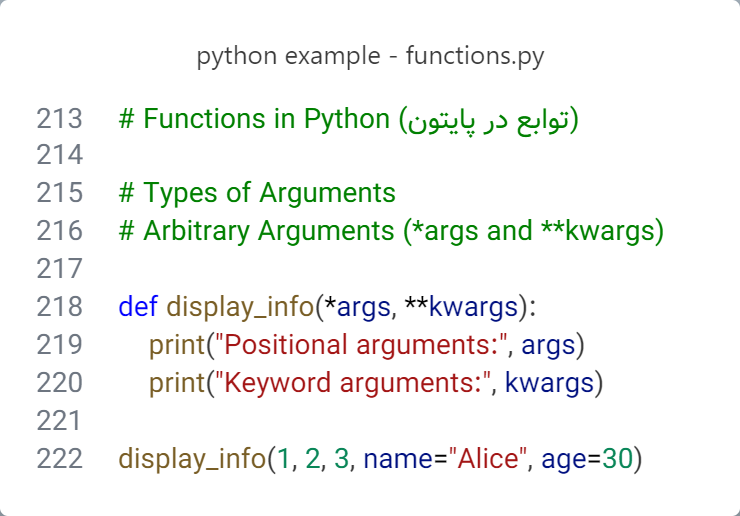 python example - functions.py
213 # Functions in Python (توابع در پایتون)
214
215 # Types of Arguments
216 # Arbitrary Arguments (*args and **kwargs)
217
218 def display_info(*args, **kwargs):
219     print("Positional arguments:", args)
220     print("Keyword arguments:", kwargs)
221
222 display_info(1, 2, 3, name="Alice", age=30)